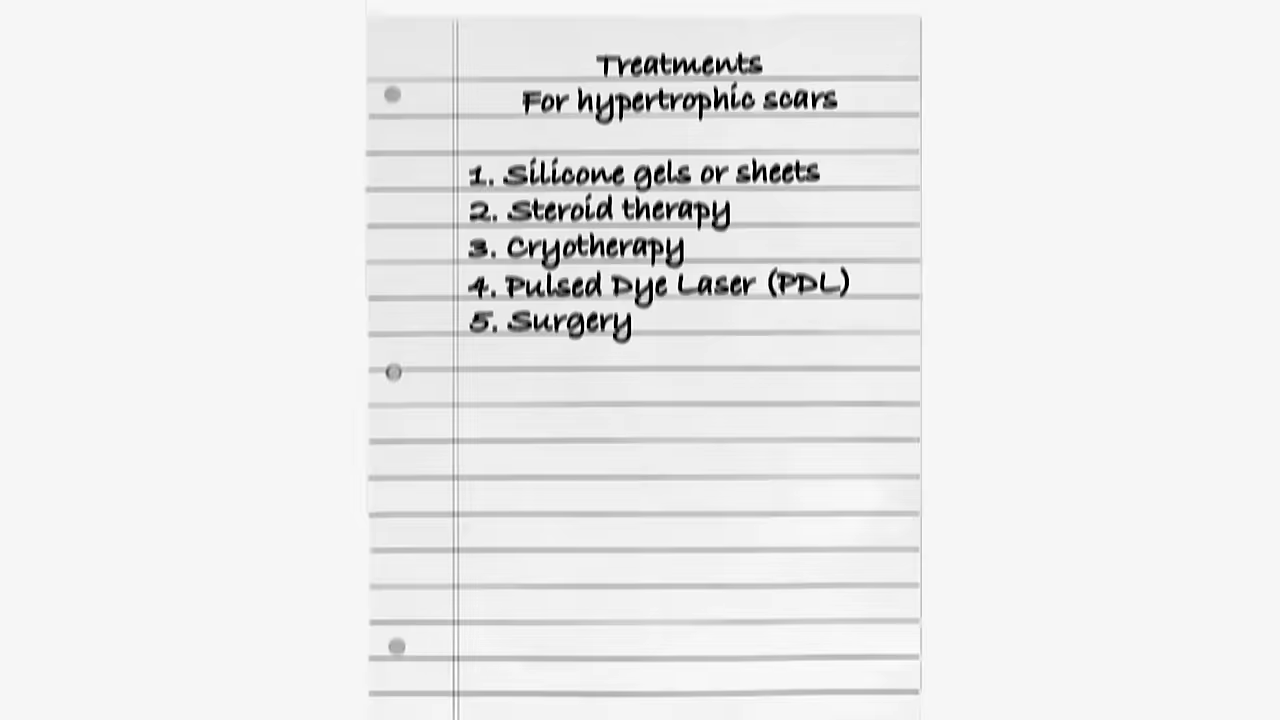 Treatments
For hypertrophic scars
1. Silicone gels or sheets
2. Steroid therapy
3. Cryotherapy
4. Pulsed Dye Laser (PDL)
5. Surgery